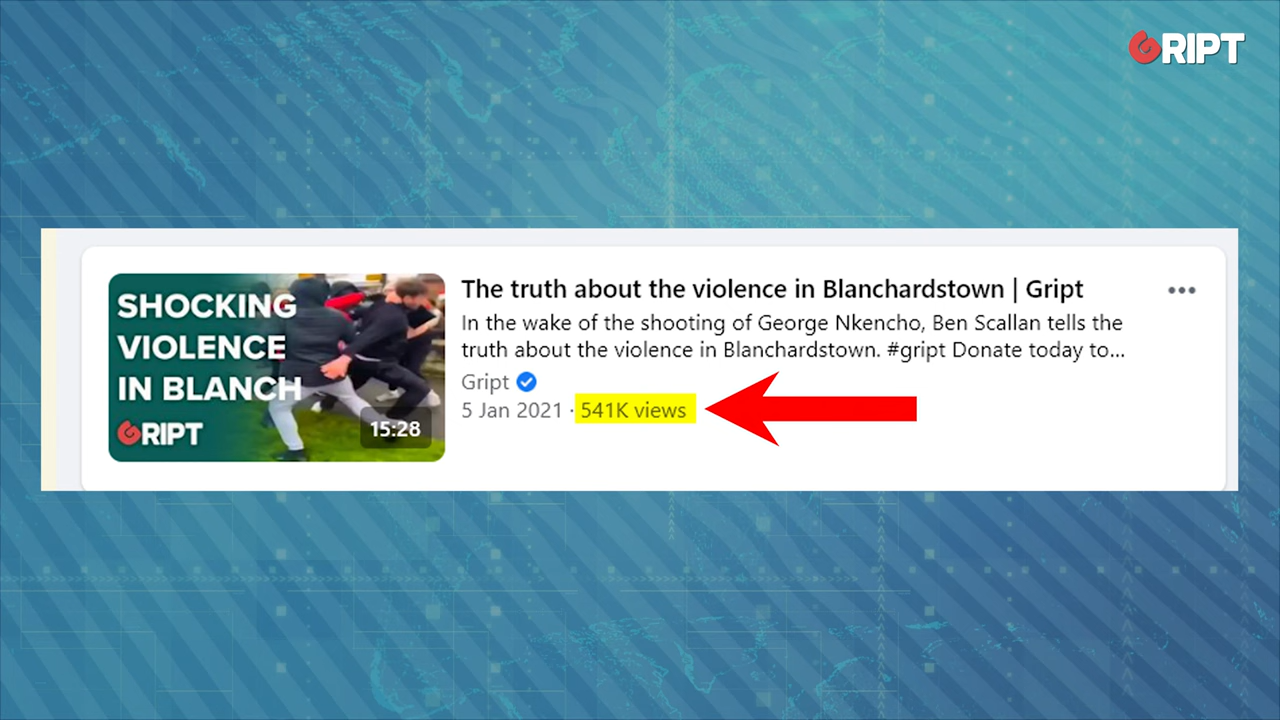 GRIPT
SHOCKING
VIOLENCE
IN BLANCH
GRIPT
15:28
The truth about the violence in Blanchardstown | Gript
In the wake of the shooting of George Nkencho, Ben Scallan tells the
truth about the violence in Blanchardstown. #gript Donate today to...
Gript
5 Jan 2021 · 541K views